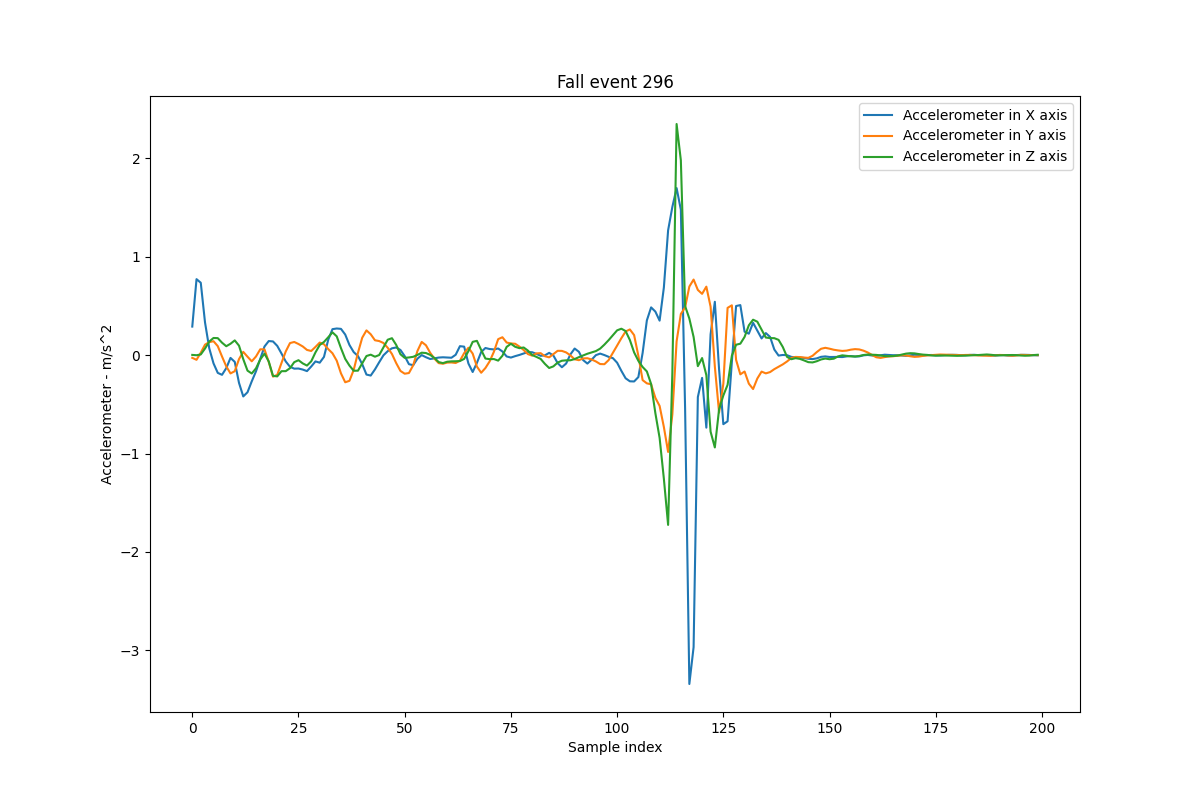 Fall event 296
Accelerometer in X axis
Accelerometer in Y axis
Accelerometer in Z axis
Accelerometer - m/s^2
2
1
0
−1
−2
−3
0 25 50 75 100 125 150 175 200
Sample index